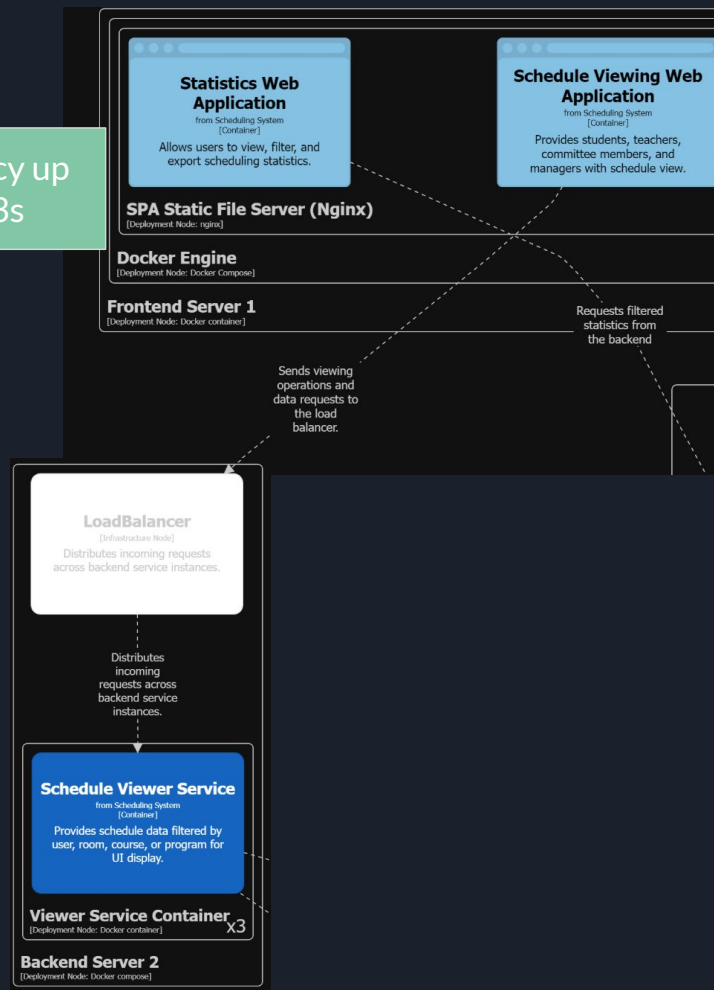 Statistics Web
Application
from Scheduling System
[Container]
Allows users to view, filter, and
export scheduling statistics.
Schedule Viewing Web
Application
from Scheduling System
[Container]
Provides students, teachers,
committee members, and
managers with schedule view.
cy up
3s
SPA Static File Server (Nginx)
[Deployment Node: nginx]
Docker Engine
[Deployment Node: Docker Compose]
Frontend Server 1
[Deployment Node: Docker container]
Requests filtered
statistics from
the backend
Sends viewing
operations and
data requests to
the load
balancer.
LoadBalancer
[Infrastructure Node]
Distributes incoming requests
across backend service instances.
Distributes
incoming
requests across
backend service
instances.
Schedule Viewer Service
from Scheduling System
[Container]
Provides schedule data filtered by
user, room, course, or program for
UI display.
Viewer Service Container
[Deployment Node: Docker container]
x3
Backend Server 2
[Deployment Node: Docker compose]